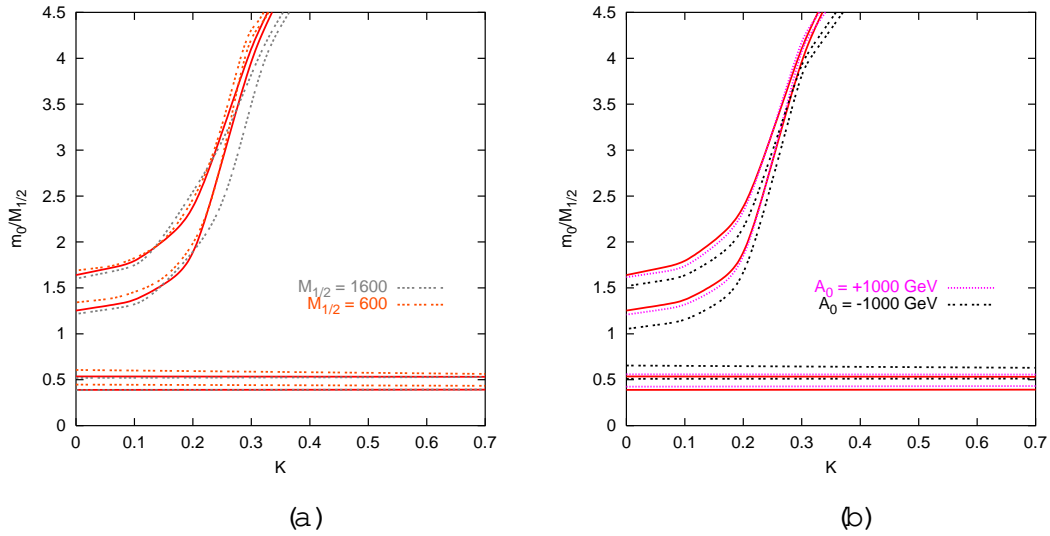 4.5
4
3.5
3
2.5
2
1.5
1
0.5
0
m0/M1/2
M1/2 = 1600
M1/2 = 600
0 0.1 0.2 0.3 0.4 0.5 0.6 0.7
K
(a)
4.5
4
3.5
3
2.5
2
1.5
1
0.5
0
m0/M1/2
A0 = +1000 GeV
A0 = -1000 GeV
0 0.1 0.2 0.3 0.4 0.5 0.6 0.7
K
(b)